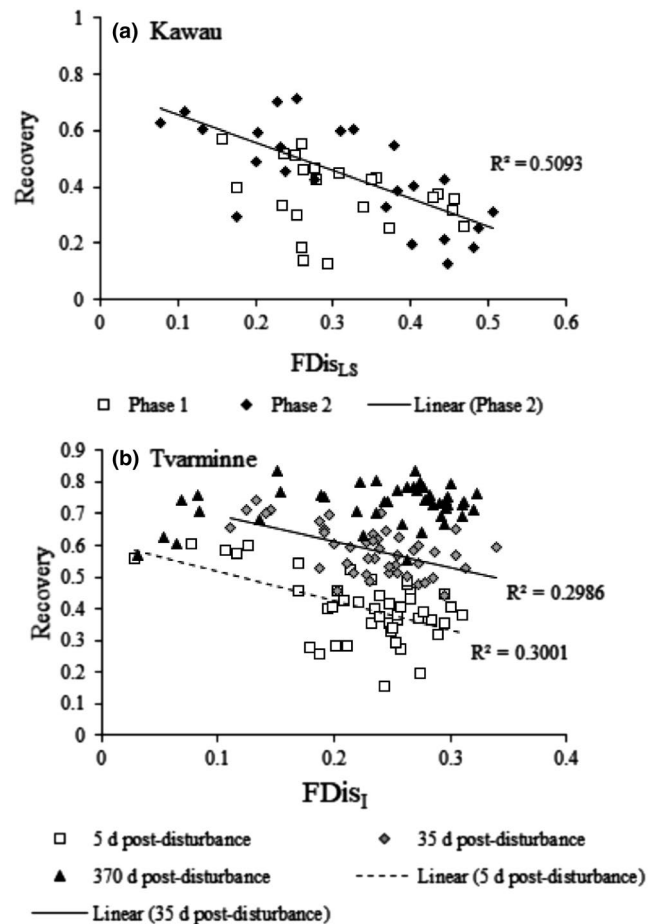 (a) Kawau
1
0.8
0.6
0.4
0.2
0
Recovery
R² = 0.5093
0 0.1 0.2 0.3 0.4 0.5 0.6
FDisLS
Phase 1 Phase 2 Linear (Phase 2)
(b) Tvarminne
0.9
0.8
0.7
0.6
0.5
0.4
0.3
0.2
0.1
0
Recovery
R² = 0.2986
R² = 0.3001
0 0.1 0.2 0.3 0.4
FDisI
5 d post-disturbance 35 d post-disturbance
370 d post-disturbance Linear (5 d post-disturbance)
Linear (35 d post-disturbance)